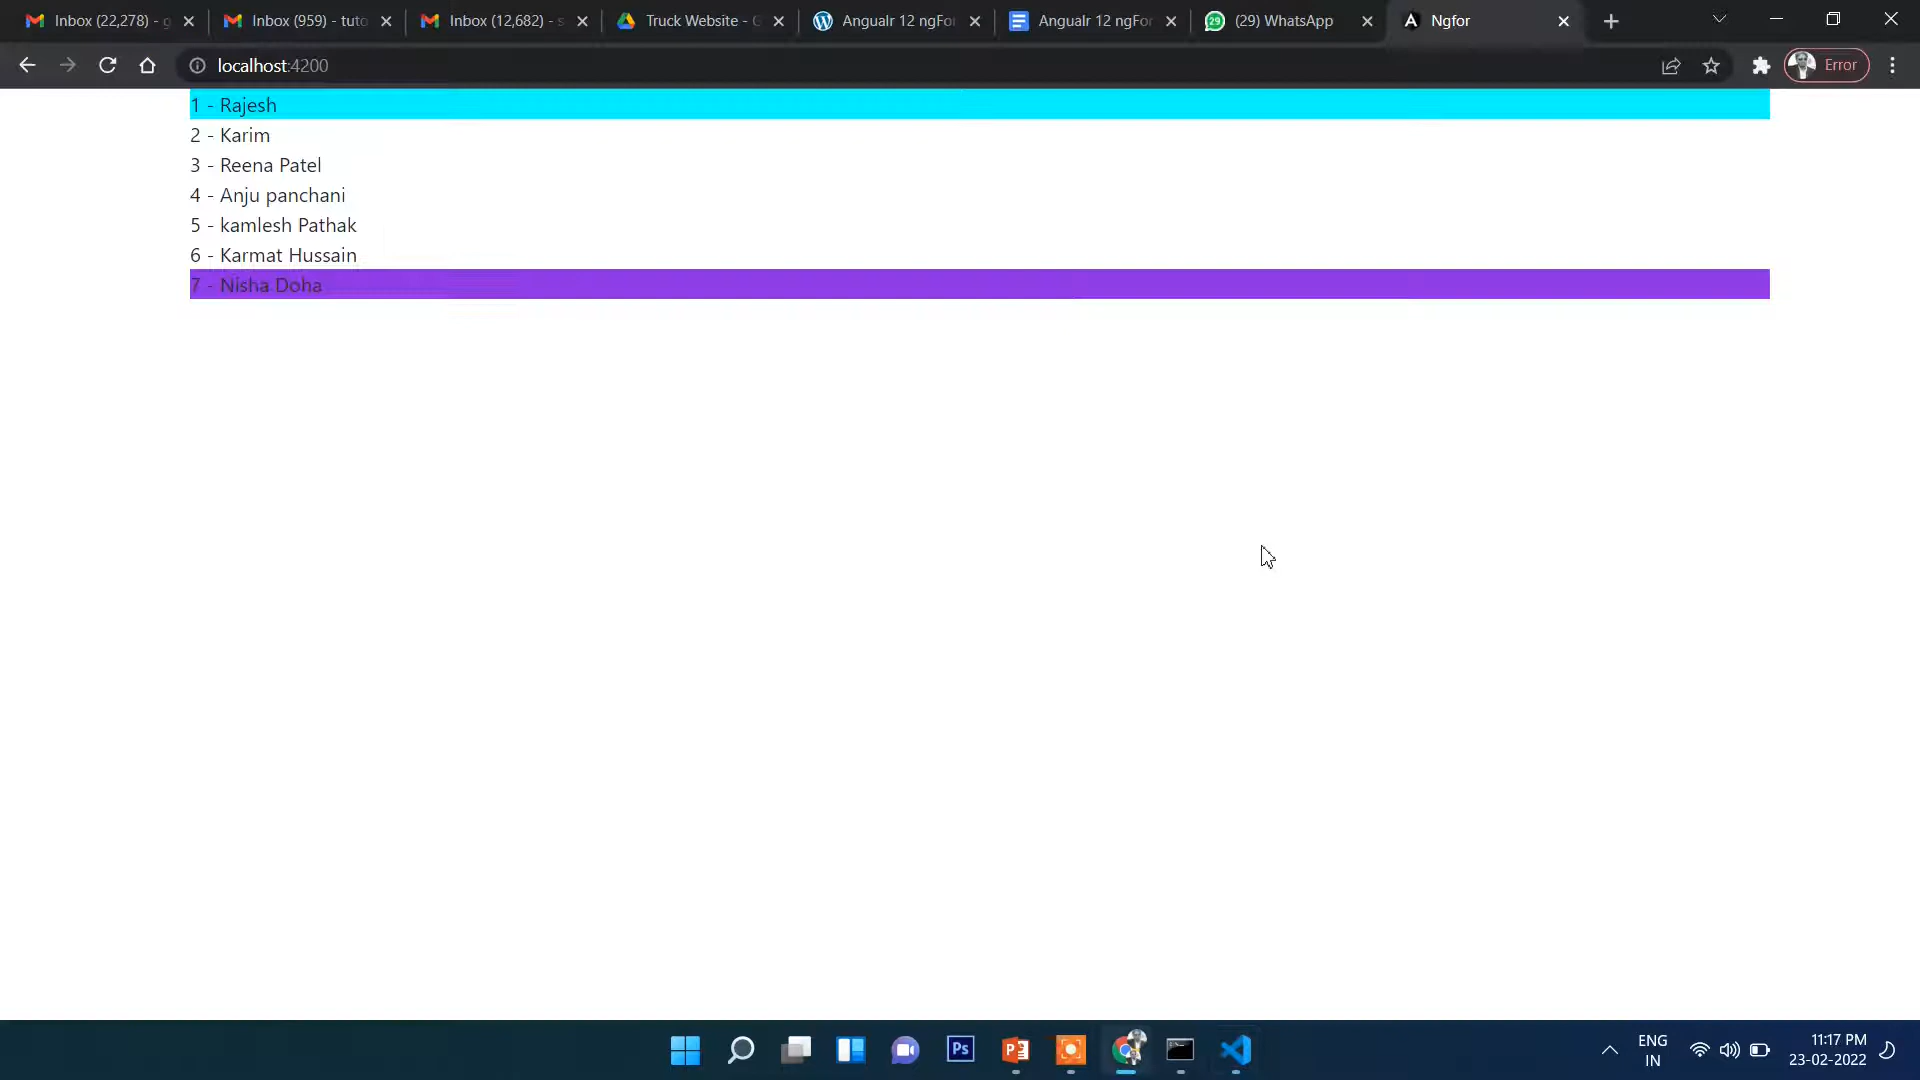 Inbox (22,278) - g
Inbox (959) - tuto
Inbox (12,682) - s
Truck Website - G
Angualr 12 ngFor
Angualr 12 ngFor
29
(29) WhatsApp
Ngfor
localhost:4200
Error
1 - Rajesh
2 - Karim
3 - Reena Patel
4 - Anju panchani
5 - kamlesh Pathak
6 - Karmat Hussain
7 - Nisha Doha
Ps
P
ENG
IN
11:17 PM
23-02-2022